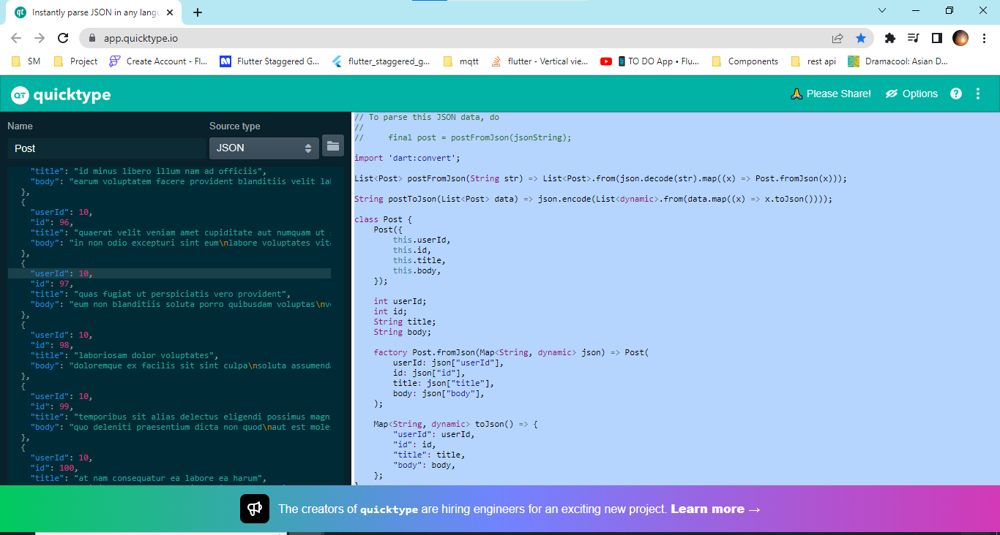 qt Instantly parse JSON in any langu
app.quicktype.io
SM Project Create Account - Fl... Flutter Staggered G... flutter_staggered_g... mqtt flutter - Vertical vie... TO DO App • Flu... Components rest api Dramacool: Asian D...
QT quicktype Please Share! Options ?
Name Source type
Post JSON
"title": "id minus libero illum nam ad officiis",
"body": "earum voluptatem facere provident blanditiis velit lab
},
{
"userId": 10,
"id": 96,
"title": "quaerat velit veniam amet cupiditate aut numquam ut
"body": "in non odio excepturi sint eum\nlabore voluptates vita
},
{
"userId": 10,
"id": 97,
"title": "quas fugiat ut perspiciatis vero provident",
"body": "eum non blanditiis soluta porro quibusdam voluptas\nve
},
{
"userId": 10,
"id": 98,
"title": "laboriosam dolor voluptates",
"body": "doloremque ex facilis sit sint culpa\nsoluta assumenda
},
{
"userId": 10,
"id": 99,
"title": "temporibus sit alias delectus eligendi possimus magni
"body": "quo deleniti praesentium dicta non quod\naut est moles
},
{
"userId": 10,
"id": 100,
"title": "at nam consequatur ea labore ea harum",
// To parse this JSON data, do
//
// final post = postFromJson(jsonString);
import 'dart:convert';
List<Post> postFromJson(String str) => List<Post>.from(json.decode(str).map((x) => Post.fromJson(x)));
String postToJson(List<Post> data) => json.encode(List<dynamic>.from(data.map((x) => x.toJson())));
class Post {
Post({
this.userId,
this.id,
this.title,
this.body,
});
int userId;
int id;
String title;
String body;
factory Post.fromJson(Map<String, dynamic> json) => Post(
userId: json["userId"],
id: json["id"],
title: json["title"],
body: json["body"],
);
Map<String, dynamic> toJson() => {
"userId": userId,
"id": id,
"title": title,
"body": body,
};
The creators of quicktype are hiring engineers for an exciting new project. Learn more →